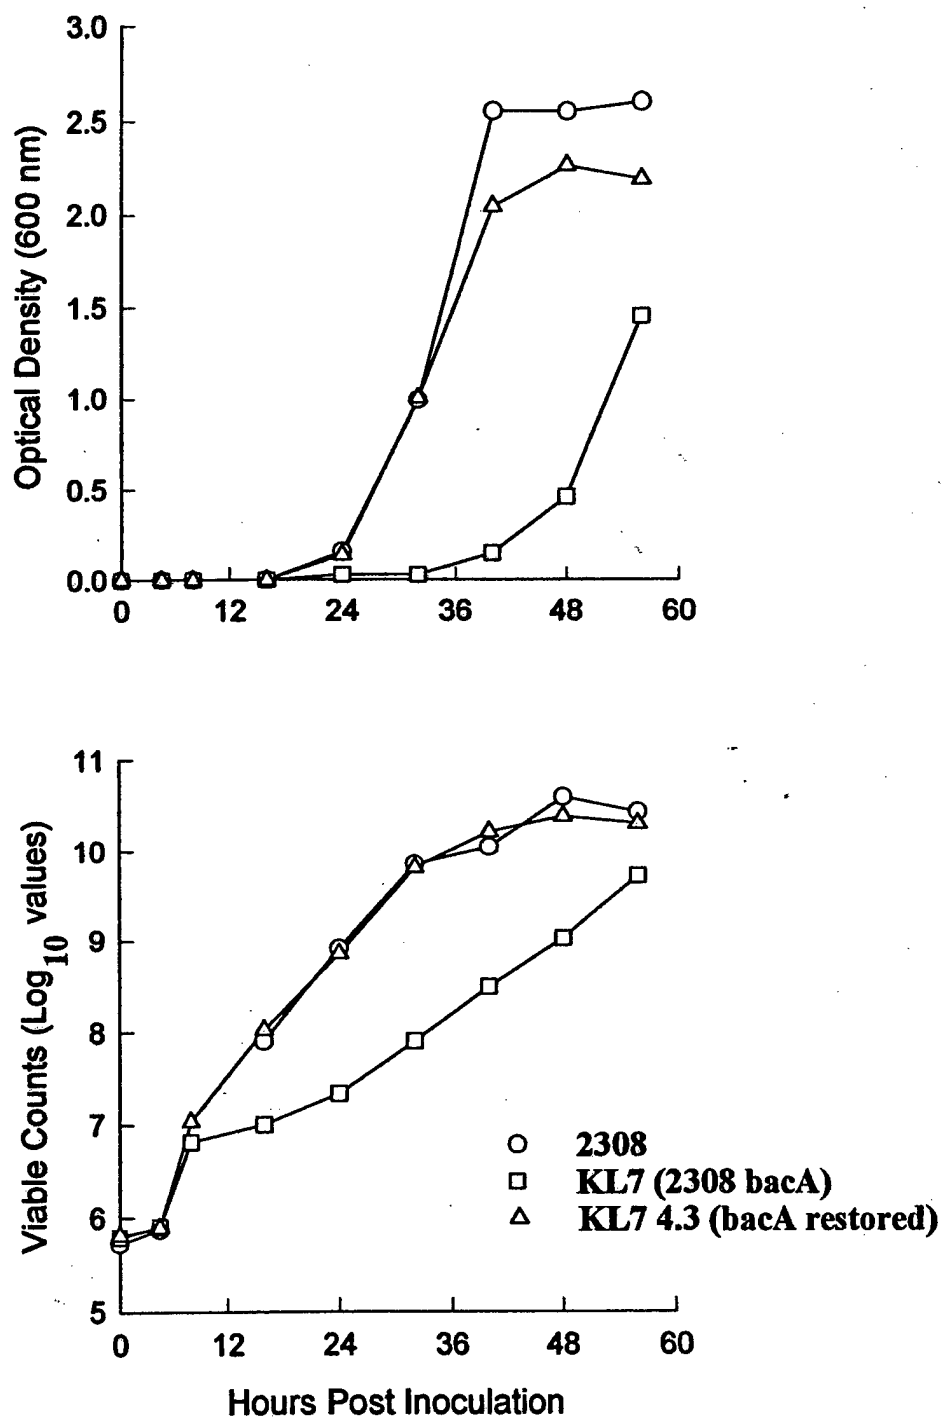 3.0
2.5
2.0
1.5
1.0
0.5
0.0
Optical Density (600 nm)
0 12 24 36 48 60
11
10
9
8
7
6
5
Viable Counts (Log10 values)
2308
KL7 (2308 bacA)
KL7 4.3 (bacA restored)
0 12 24 36 48 60
Hours Post Inoculation